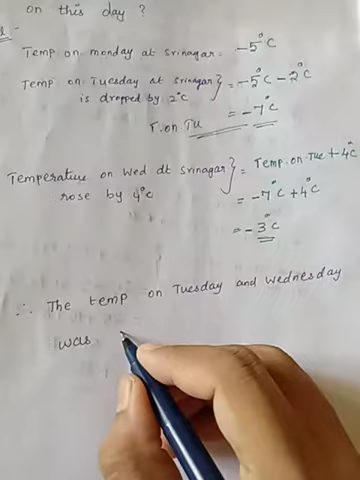 on this day?
Temp on monday at Srinagar = -5°C
Temp on Tuesday at Srinagar } = -5°C - 2°C
is dropped by 2°C
= -7°C
T. on Tu
Temperature on Wed at Srinagar } = Temp. on Tue + 4°C
rose by 4°C
= -7°C + 4°C
= -3°C
∴ The temp on Tuesday and Wednesday
was